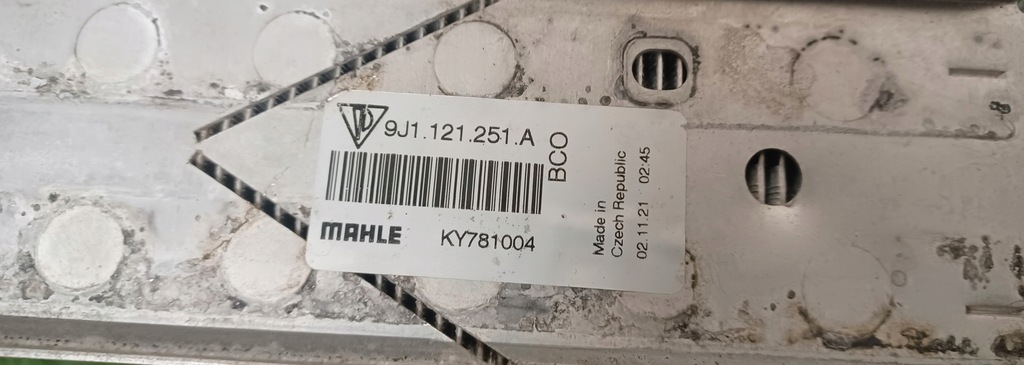 9J1.121.251.A
BCO
MAHLE
KY781004
Made in
Czech Republic
02.11.21 02:45